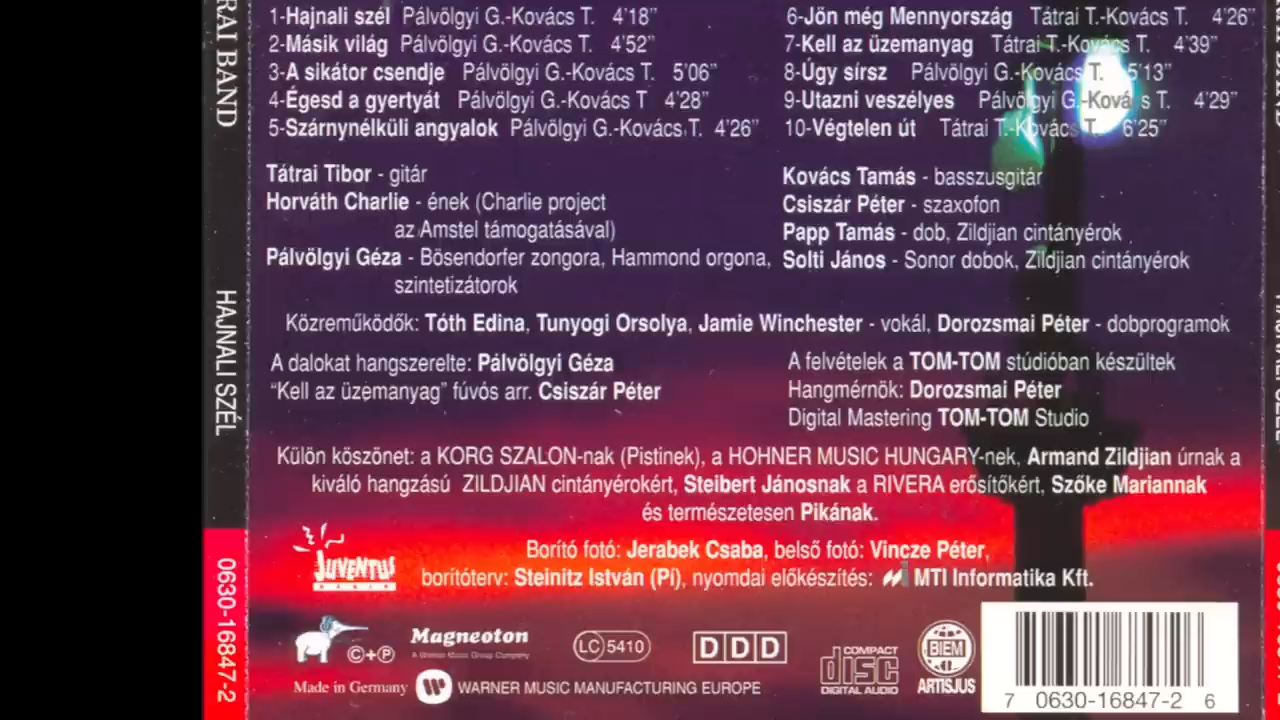 1-Hajnali szél Pálvölgyi G.-Kovács T. 4'18"
2-Másik világ Pálvölgyi G.-Kovács T. 4'52"
3-A sikátor csendje Pálvölgyi G.-Kovács T. 5'06"
4-Égesd a gyertyát Pálvölgyi G.-Kovács T 4'28"
5-Szárnynélküli angyalok Pálvölgyi G.-Kovács T. 4'26"
6-Jön még Mennyország Tátrai T.-Kovács T. 4'26"
7-Kell az üzemanyag Tátrai T.-Kovács T. 4'39"
8-Úgy sírsz Pálvölgyi G.-Kovács T. 5'13"
9-Utazni veszélyes Pálvölgyi G.-Kovács T. 4'29"
10-Végtelen út Tátrai T.-Kovács T. 6'25"
Tátrai Tibor - gitár
Horváth Charlie - ének (Charlie project
az Amstel támogatásával)
Pálvölgyi Géza - Bösendorfer zongora, Hammond orgona,
szintetizátorok
Kovács Tamás - basszusgitár
Csiszár Péter - szaxofon
Papp Tamás - dob, Zildjian cintányérok
Solti János - Sonor dobok, Zildjian cintányérok
Közreműködők: Tóth Edina, Tunyogi Orsolya, Jamie Winchester - vokál, Dorozsmai Péter - dobprogramok
A dalokat hangszerelte: Pálvölgyi Géza
"Kell az üzemanyag" fúvós arr. Csiszár Péter
A felvételek a TOM-TOM stúdióban készültek
Hangmérnök: Dorozsmai Péter
Digital Mastering TOM-TOM Studio
Külön köszönet: a KORG SZALON-nak (Pistinek), a HOHNER MUSIC HUNGARY-nek, Armand Zildjian úrnak a
kiváló hangzású ZILDJIAN cintányérokért, Steibert Jánosnak a RIVERA erősítőkért, Szőke Mariannak
és természetesen Pikának.
Borító fotó: Jerabek Csaba, belső fotó: Vincze Péter,
borítóterv: Steinitz István (Pi), nyomdai előkészítés: MTI Informatika Kft.
JUVENTUS
RÁDIÓ
©+℗
Magneoton
A Warner Music Group Company
LC 5410
DDD
COMPACT
disc
DIGITAL AUDIO
BIEM
ARTISJUS
Made in Germany
WARNER MUSIC MANUFACTURING EUROPE
7 0630-16847-2 6
RAI BAND
HAJNALI SZÉL
0630-16847-2